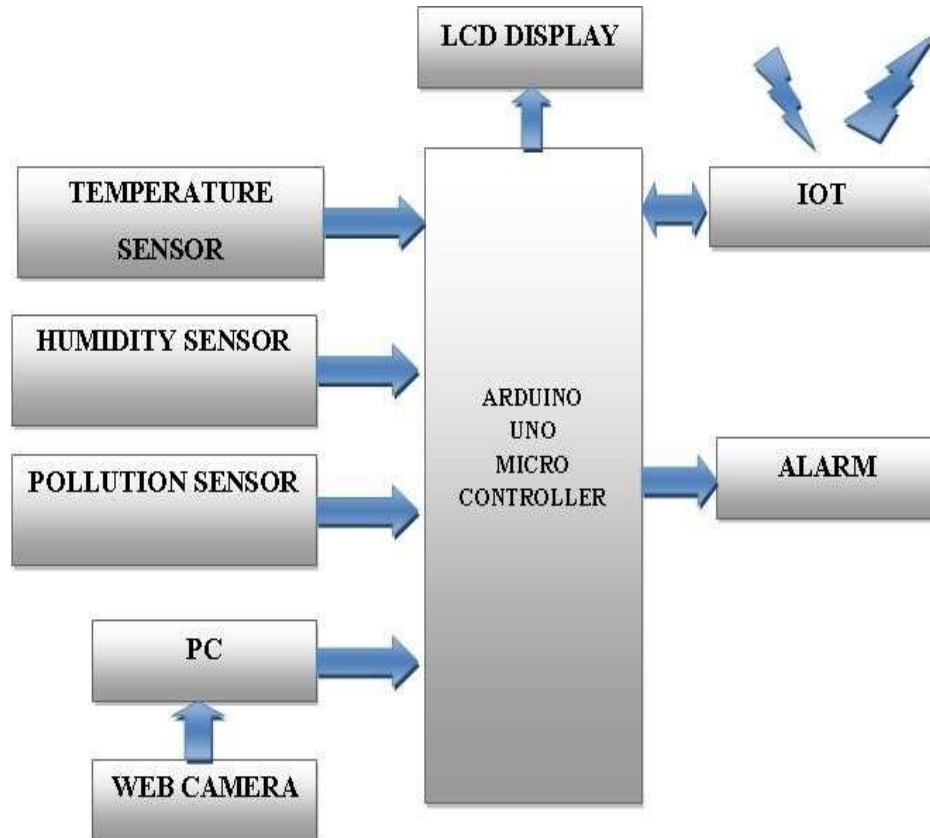 LCD DISPLAY
TEMPERATURE
SENSOR
IOT
HUMIDITY SENSOR
ARDUINO
UNO
MICRO
CONTROLLER
POLLUTION SENSOR
ALARM
PC
WEB CAMERA